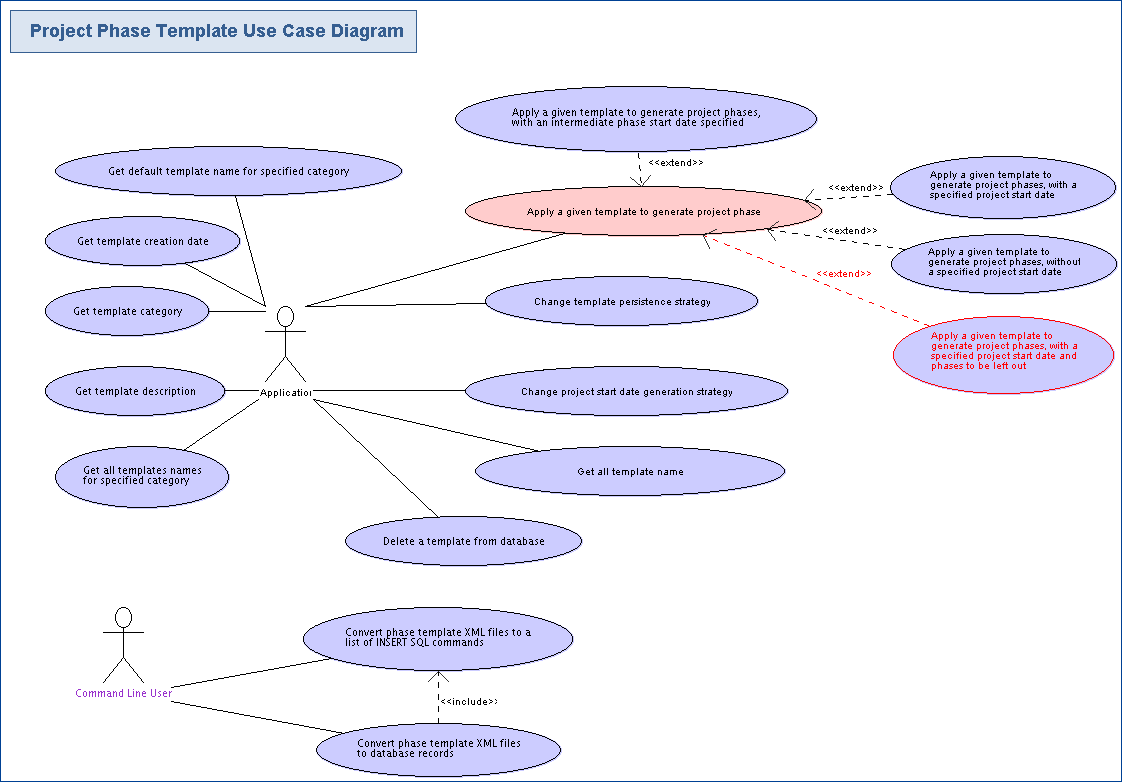 Project Phase Template Use Case Diagram
Apply a given template to generate project phases,
with an intermediate phase start date specified
<<extend>>
Get default template name for specified category
Apply a given template to
generate project phases, with a
specified project start date
<<extend>>
Apply a given template to generate project phase
<<extend>>
Get template creation date
Apply a given template to
generate project phases, without
a specified project start date
<<extend>>
Get template category
Change template persistence strategy
Apply a given template to
generate project phases, with a
specified project start date and
phases to be left out
Get template description
Application
Change project start date generation strategy
Get all templates names
for specified category
Get all template name
Delete a template from database
Convert phase template XML files to a
list of INSERT SQL commands
Command Line User
<<include>>
Convert phase template XML files
to database records